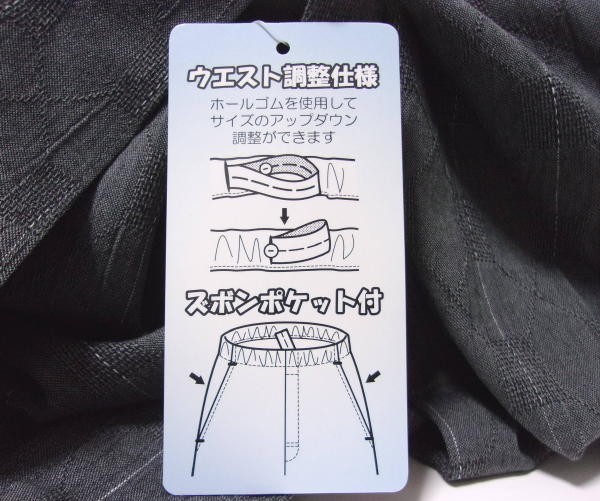 ウエスト調整仕様
ホールゴムを使用して
サイズのアップダウン
調整ができます
ズボンポケット付